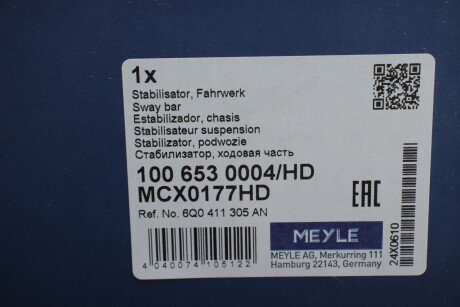 1x
Stabilisator, Fahrwerk
Sway bar
Estabilizador, chasis
Stabilisateur suspension
Stabilizator, podwozie
Стабилизатор, ходовая часть
100 653 0004/HD
MCX0177HD
Ref. No. 6Q0 411 305 AN
EAC
4 040074 105122
MEYLE
MEYLE AG, Merkurring 111
Hamburg 22143, Germany
24X0610